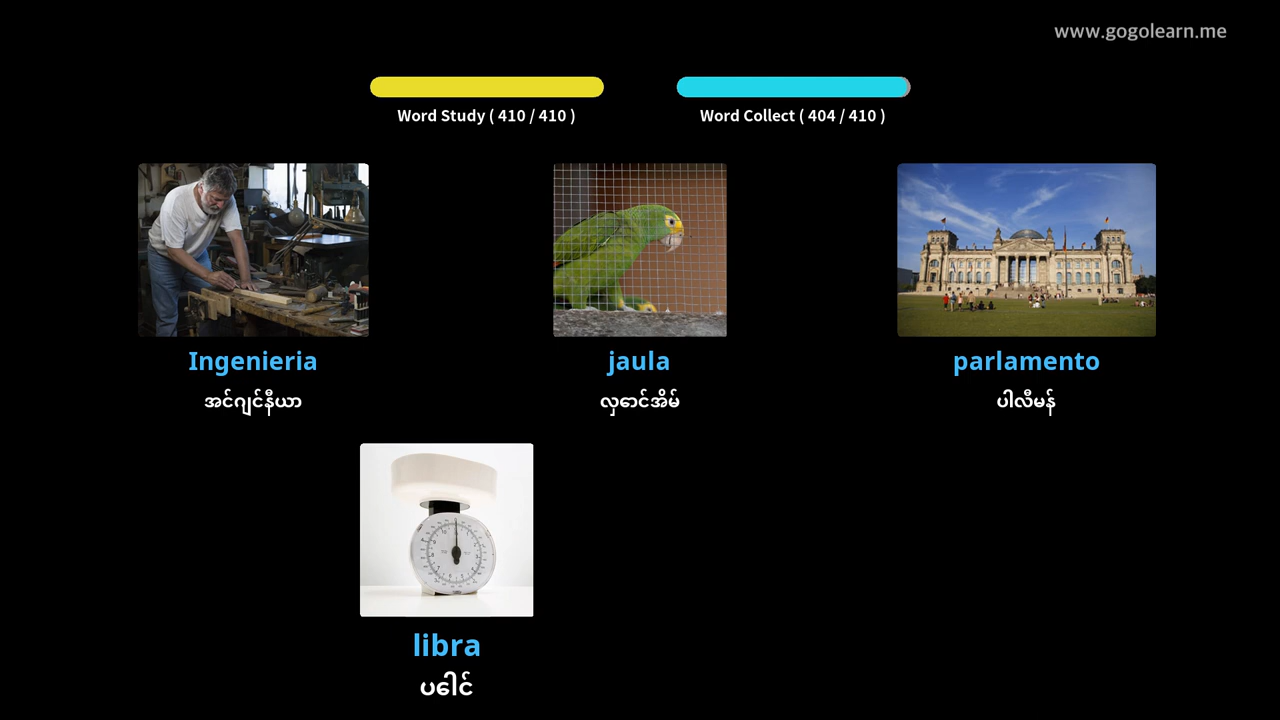 www.gogolearn.me
Word Study ( 410 / 410 )
Word Collect ( 404 / 410 )
Ingenieria
အင်ဂျင်နီယာ
jaula
လှောင်အိမ်
parlamento
ပါလီမန်
libra
ပေါင်